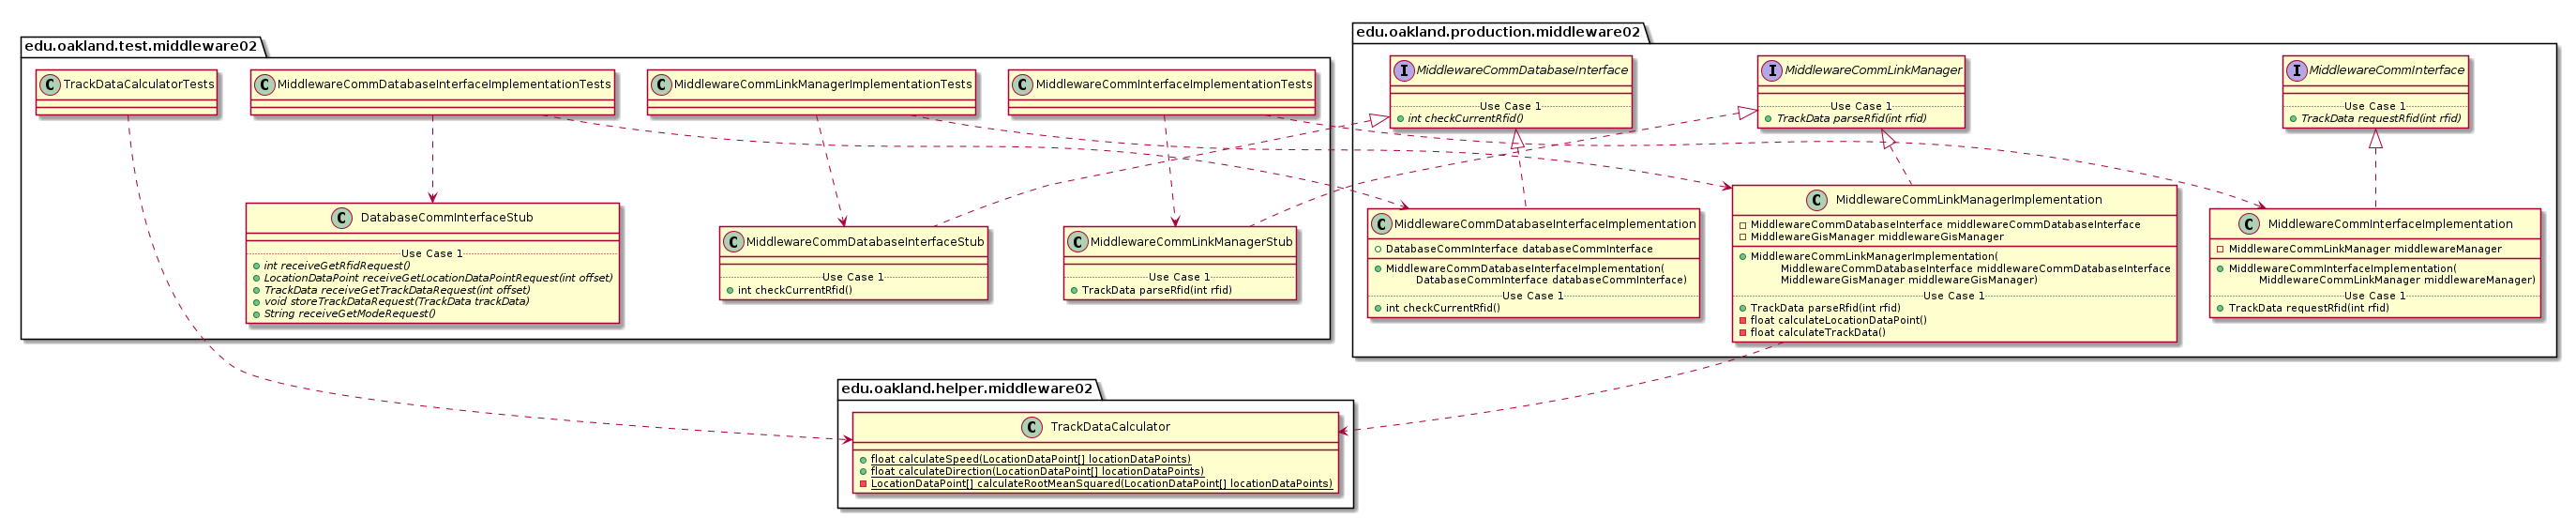 edu.oakland.test.middleware02
C TrackDataCalculatorTests
C MiddlewareCommDatabaseInterfaceImplementationTests
C MiddlewareCommLinkManagerImplementationTests
C MiddlewareCommInterfaceImplementationTests
C DatabaseCommInterfaceStub
Use Case 1
int receiveGetRfidRequest()
LocationDataPoint receiveGetLocationDataPointRequest(int offset)
TrackData receiveGetTrackDataRequest(int offset)
void storeTrackDataRequest(TrackData trackData)
String receiveGetModeRequest()
C MiddlewareCommDatabaseInterfaceStub
Use Case 1
int checkCurrentRfid()
C MiddlewareCommLinkManagerStub
Use Case 1
TrackData parseRfid(int rfid)
edu.oakland.production.middleware02
I MiddlewareCommDatabaseInterface
Use Case 1
int checkCurrentRfid()
I MiddlewareCommLinkManager
Use Case 1
TrackData parseRfid(int rfid)
I MiddlewareCommInterface
Use Case 1
TrackData requestRfid(int rfid)
C MiddlewareCommDatabaseInterfaceImplementation
DatabaseCommInterface databaseCommInterface
MiddlewareCommDatabaseInterfaceImplementation(
DatabaseCommInterface databaseCommInterface)
Use Case 1
int checkCurrentRfid()
C MiddlewareCommLinkManagerImplementation
MiddlewareCommDatabaseInterface middlewareCommDatabaseInterface
MiddlewareGisManager middlewareGisManager
MiddlewareCommLinkManagerImplementation(
MiddlewareCommDatabaseInterface middlewareCommDatabaseInterface
MiddlewareGisManager middlewareGisManager)
Use Case 1
TrackData parseRfid(int rfid)
float calculateLocationDataPoint()
float calculateTrackData()
C MiddlewareCommInterfaceImplementation
MiddlewareCommLinkManager middlewareManager
MiddlewareCommInterfaceImplementation(
MiddlewareCommLinkManager middlewareManager)
Use Case 1
TrackData requestRfid(int rfid)
edu.oakland.helper.middleware02
C TrackDataCalculator
float calculateSpeed(LocationDataPoint[] locationDataPoints)
float calculateDirection(LocationDataPoint[] locationDataPoints)
LocationDataPoint[] calculateRootMeanSquared(LocationDataPoint[] locationDataPoints)